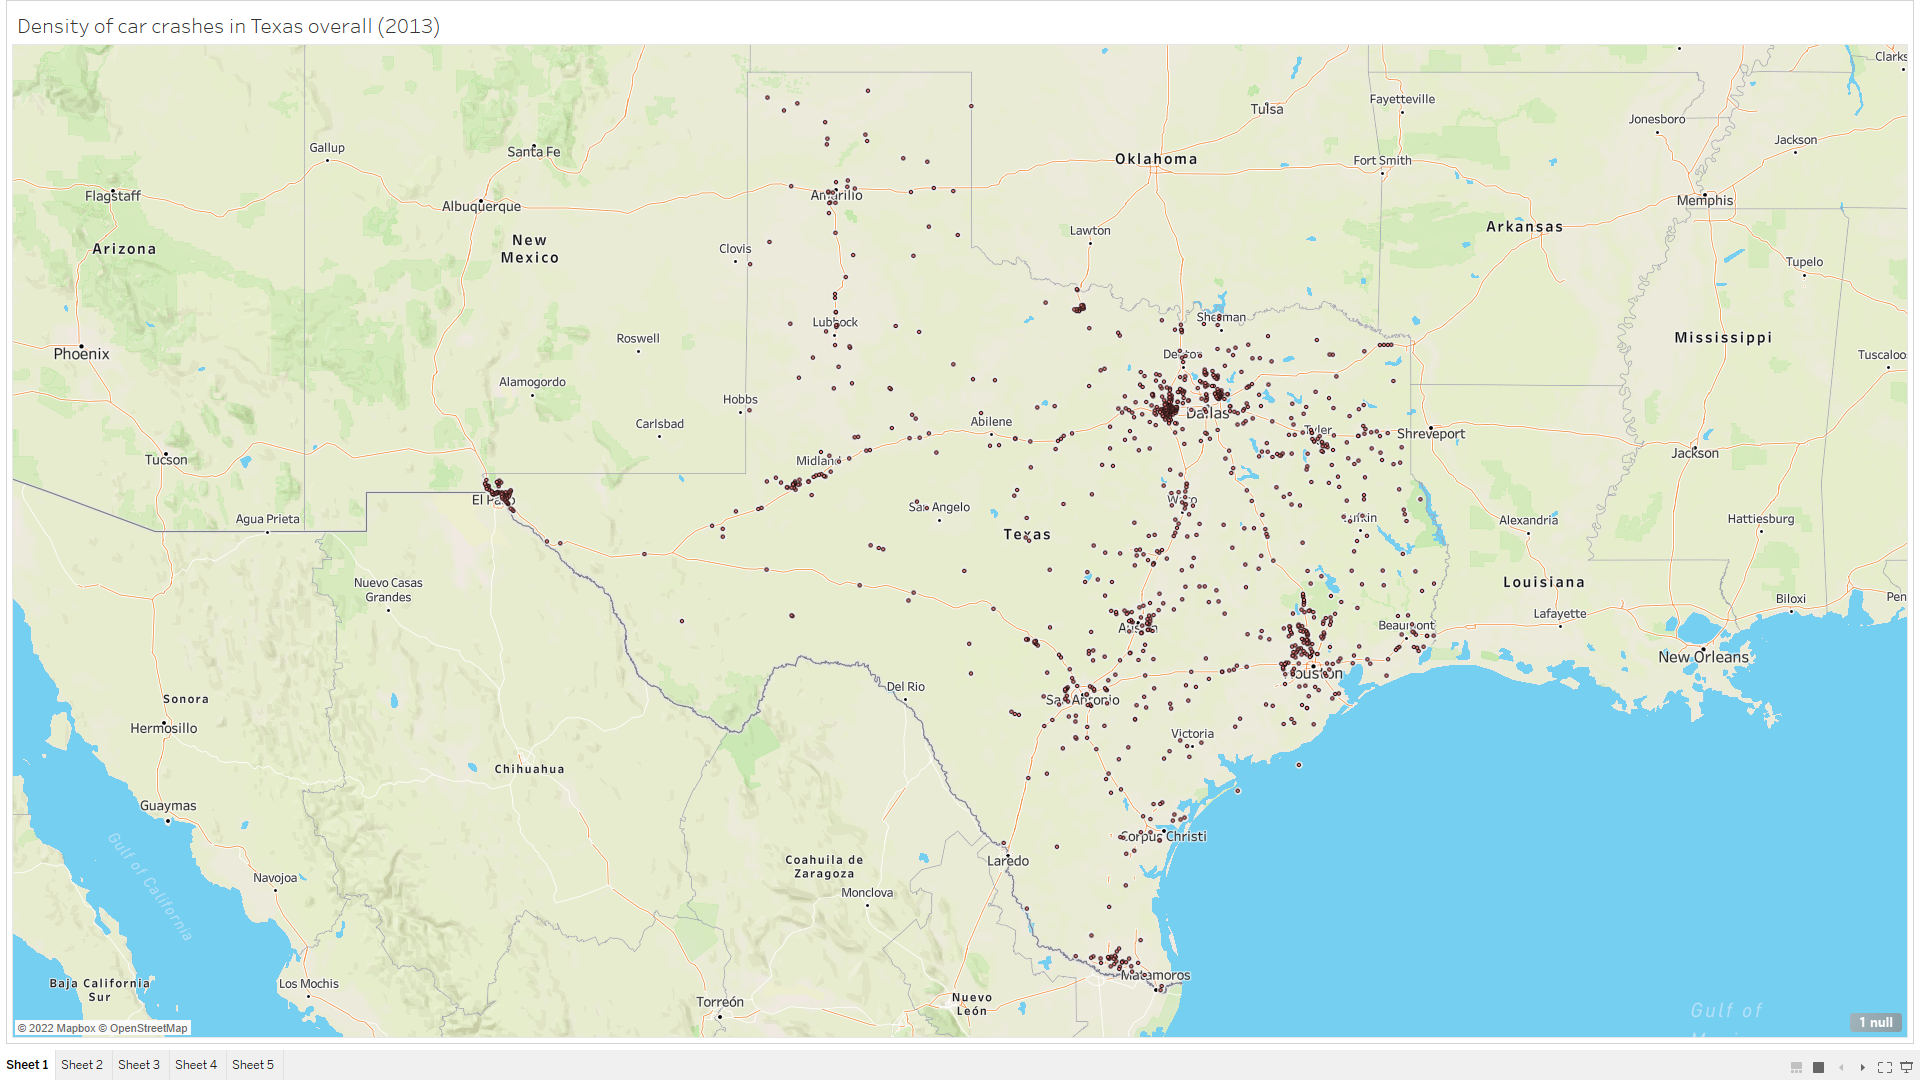 Density of car crashes in Texas overall (2013)
Clarks
Tulsa
Fayetteville
Jonesboro
Jackson
Gallup
Santa Fe
Oklahoma
Fort Smith
Flagstaff
Albuquerque
Amarillo
Memphis
Arizona
New
Mexico
Clovis
Lawton
Arkansas
Tupelo
Phoenix
Roswell
Lubbock
Sherman
Mississippi
Denton
Tuscaloo
Alamogordo
Hobbs
Carlsbad
Abilene
Dallas
Tyler
Shreveport
Tucson
Midland
Jackson
El Paso
Waco
Agua Prieta
San Angelo
Texas
Lufkin
Alexandria
Hattiesburg
Nuevo Casas
Grandes
Louisiana
Austin
Beaumont
Lafayette
Biloxi
Pen
New Orleans
Houston
Sonora
Hermosillo
Del Rio
San Antonio
Victoria
Chihuahua
Guaymas
Corpus Christi
Gulf of California
Coahuila de
Zaragoza
Laredo
Navojoa
Monclova
Baja California
Sur
Los Mochis
Torreón
Nuevo
León
Matamoros
Gulf of
© 2022 Mapbox © OpenStreetMap
1 null
Sheet 1 Sheet 2 Sheet 3 Sheet 4 Sheet 5